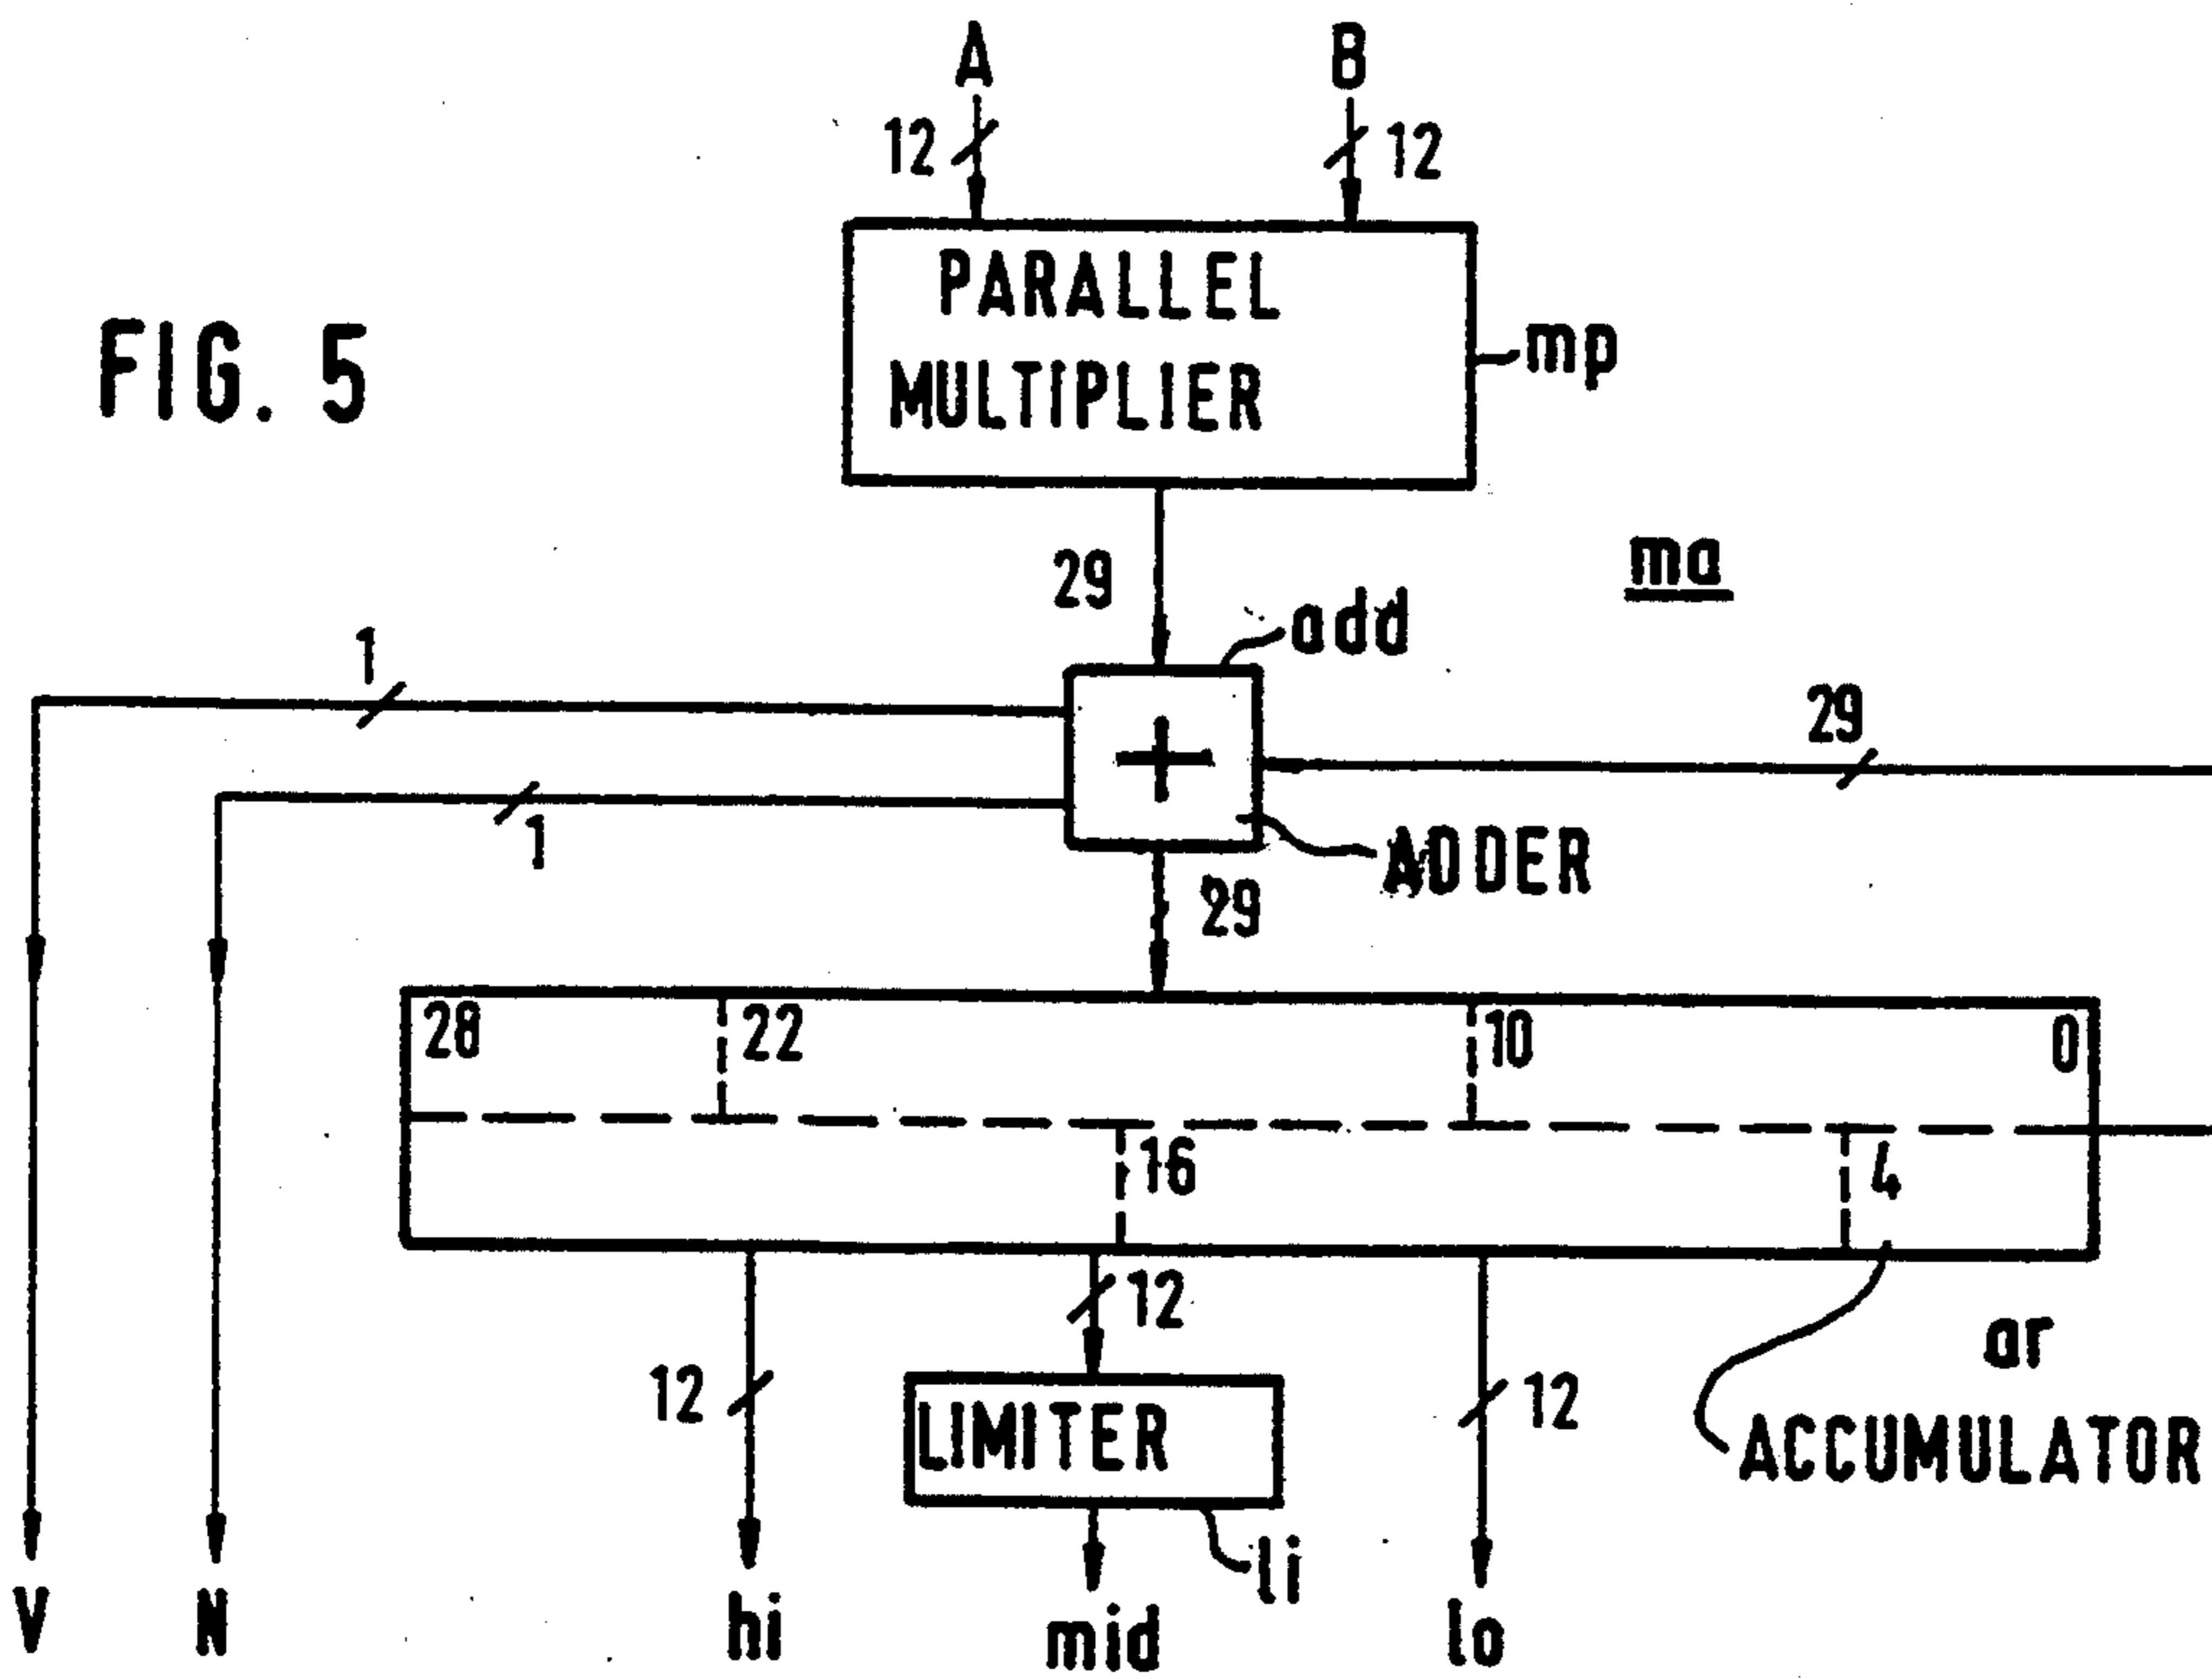 A B
12 12
PARALLEL
MULTIPLIER
mp
FIG. 5
29
ma
add
1
29
+
1
ADDER
29
28 22 10 0
16 4
12
ar
12 12
LIMITER
ACCUMULATOR
li
V N hi mid lo